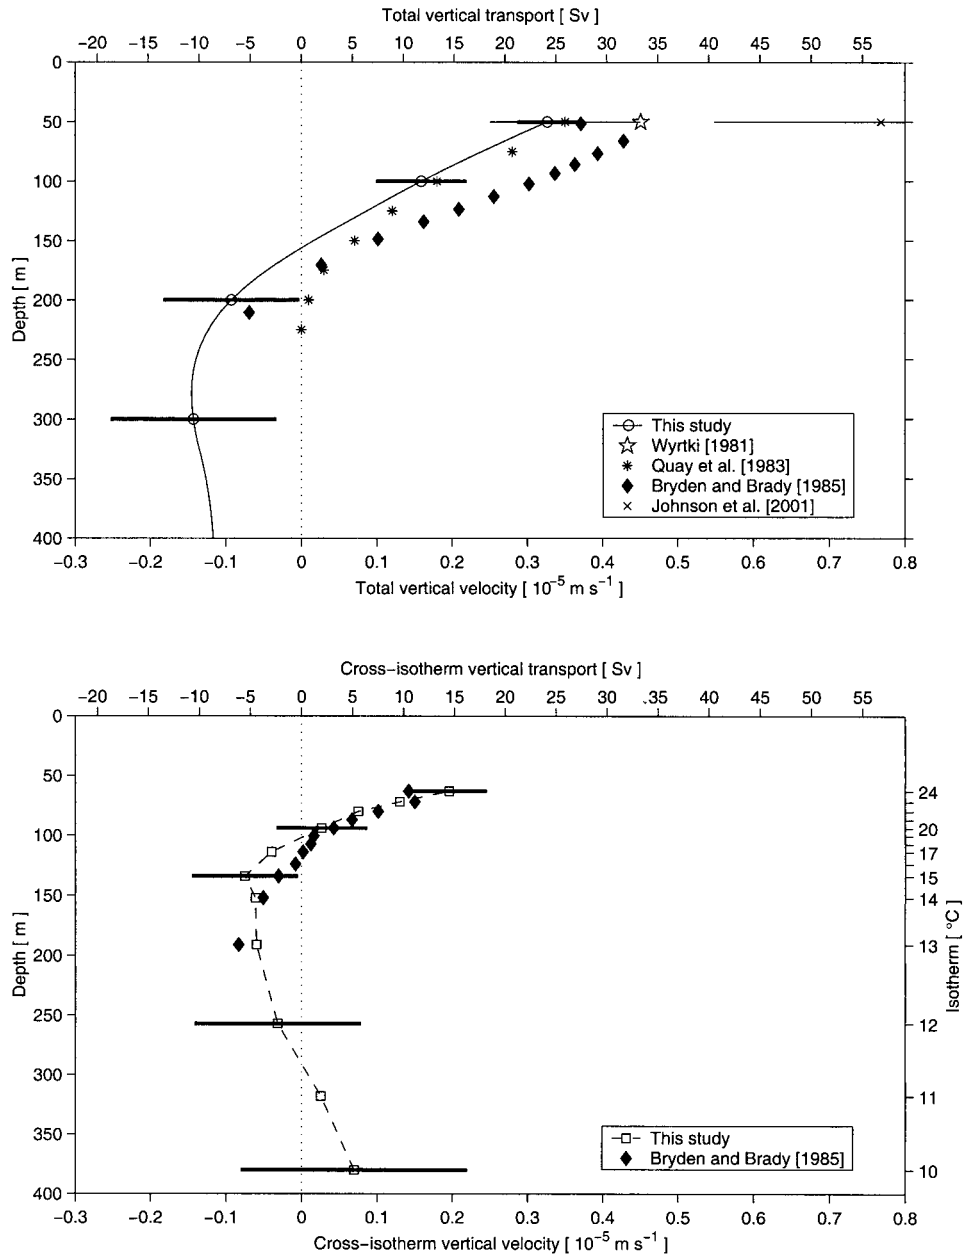 Total vertical transport [ Sv ]
−20 −15 −10 −5 0 5 10 15 20 25 30 35 40 45 50 55
0
50
100
150
200
250
300
350
400
Depth [ m ]
This study
Wyrtki [1981]
Quay et al. [1983]
Bryden and Brady [1985]
Johnson et al. [2001]
−0.3 −0.2 −0.1 0 0.1 0.2 0.3 0.4 0.5 0.6 0.7 0.8
Total vertical velocity [ 10⁻⁵ m s⁻¹ ]
Cross−isotherm vertical transport [ Sv ]
−20 −15 −10 −5 0 5 10 15 20 25 30 35 40 45 50 55
0
50
100
150
200
250
300
350
400
Depth [ m ]
24
20
17
15
14
13
12
11
10
Isotherm [ °C ]
This study
Bryden and Brady [1985]
−0.3 −0.2 −0.1 0 0.1 0.2 0.3 0.4 0.5 0.6 0.7 0.8
Cross−isotherm vertical velocity [ 10⁻⁵ m s⁻¹ ]